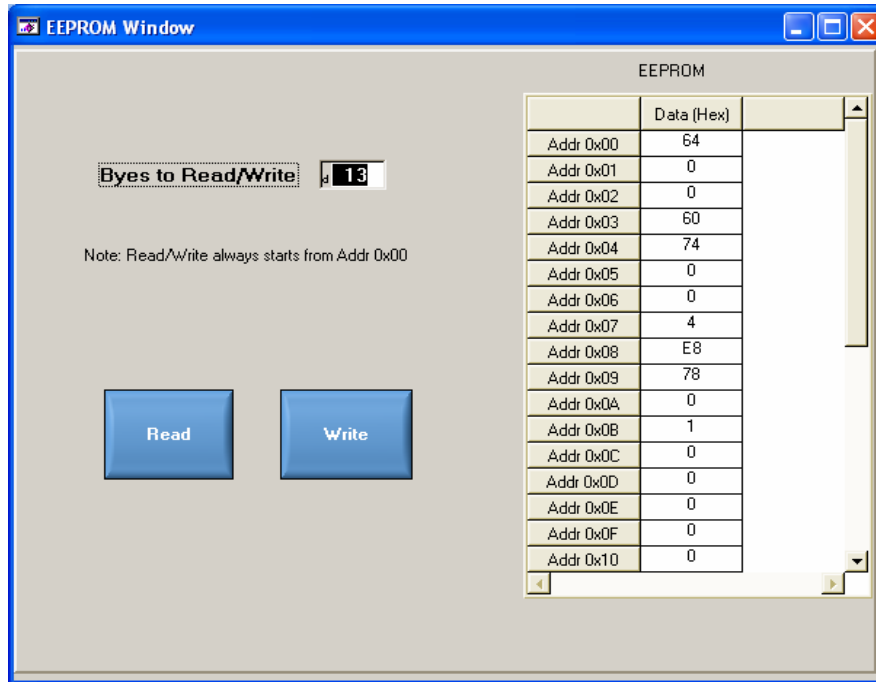 EEPROM Window
EEPROM
Data (Hex)
Addr 0x00 64
Addr 0x01 0
Addr 0x02 0
Byes to Read/Write d 13
Addr 0x03 60
Addr 0x04 74
Note: Read/Write always starts from Addr 0x00
Addr 0x05 0
Addr 0x06 0
Addr 0x07 4
Addr 0x08 E8
Addr 0x09 78
Addr 0x0A 0
Read Write
Addr 0x0B 1
Addr 0x0C 0
Addr 0x0D 0
Addr 0x0E 0
Addr 0x0F 0
Addr 0x10 0